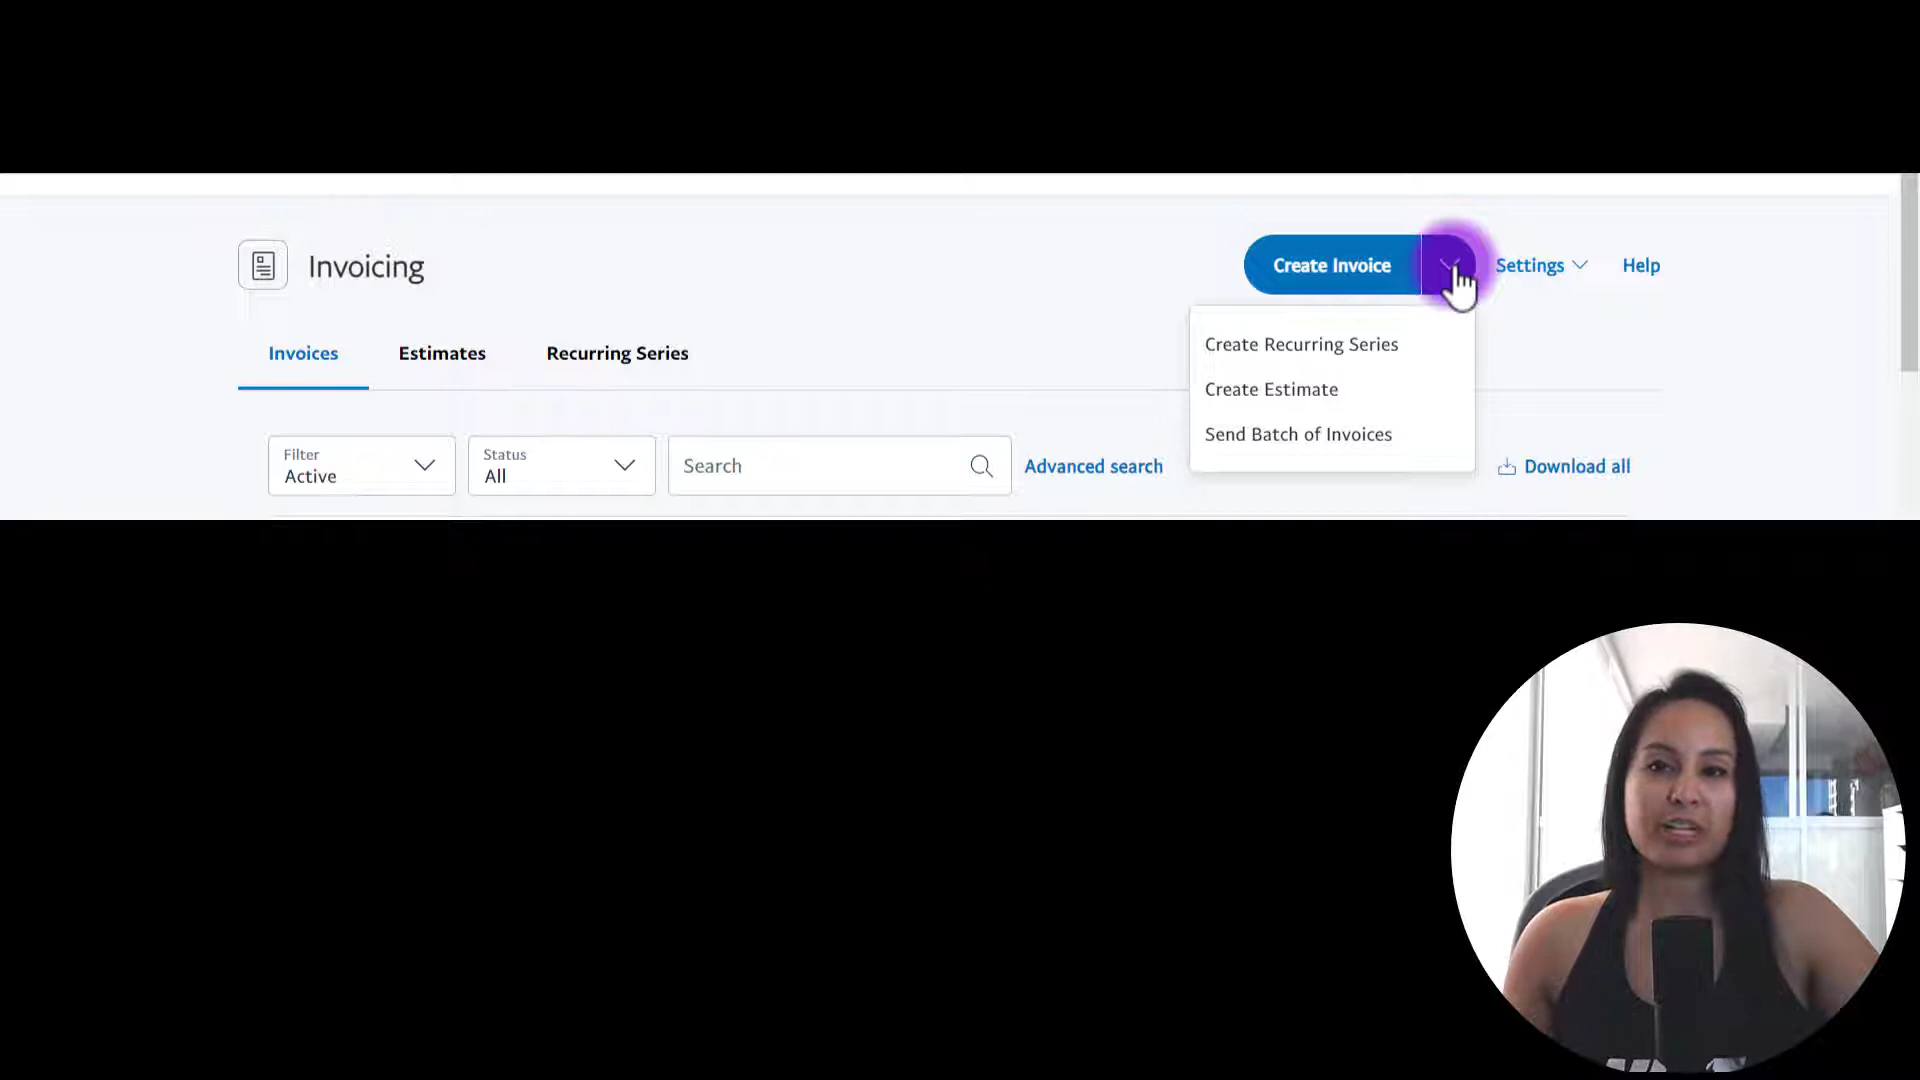 Invoicing
Create Invoice
Settings
Help
Create Recurring Series
Create Estimate
Send Batch of Invoices
Invoices
Estimates
Recurring Series
Filter
Active
Status
All
Search
Advanced search
Download all